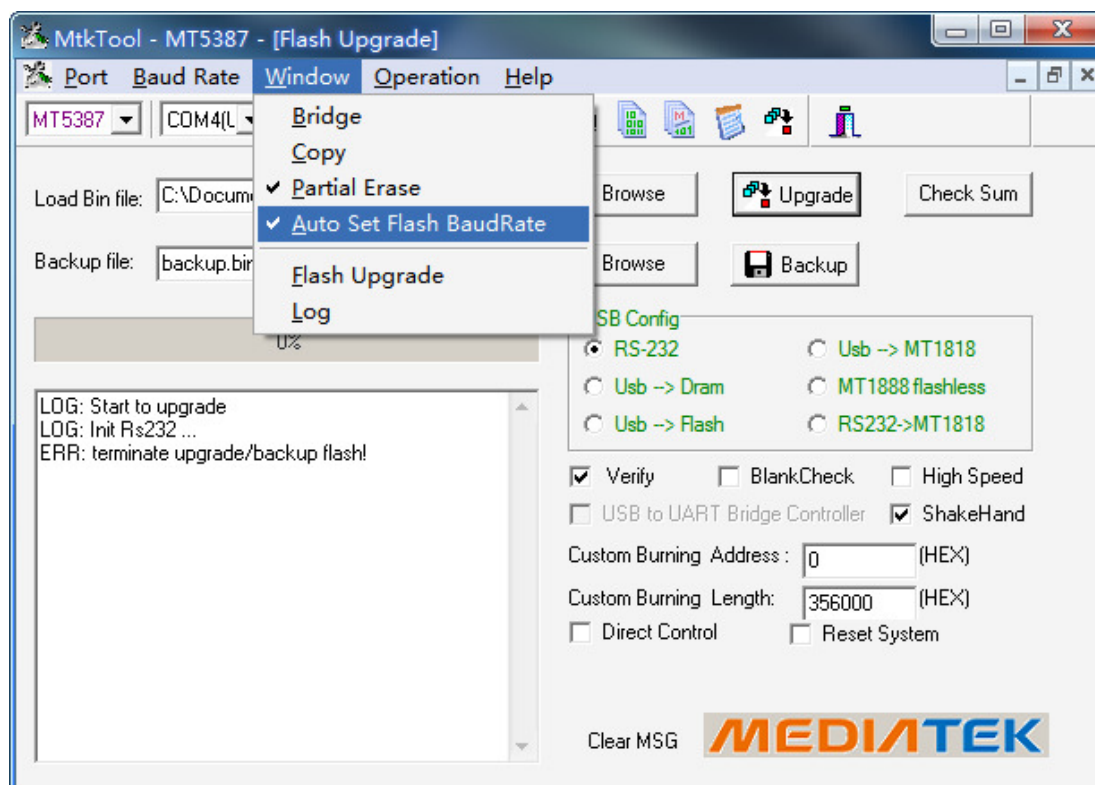 MtkTool - MT5387 - [Flash Upgrade]
Port Baud Rate Window Operation Help
MT5387 COM4(
Bridge
Copy
Partial Erase
Auto Set Flash BaudRate
Flash Upgrade
Log
Load Bin file: C:\Docum Browse Upgrade Check Sum
Backup file: backup.bin Browse Backup
0%
LOG: Start to upgrade
LOG: Init Rs232 ...
ERR: terminate upgrade/backup flash!
SB Config
RS-232 Usb --> MT1818
Usb --> Dram MT1888 flashless
Usb --> Flash RS232->MT1818
Verify BlankCheck High Speed
USB to UART Bridge Controller ShakeHand
Custom Burning Address : 0 (HEX)
Custom Burning Length: 356000 (HEX)
Direct Control Reset System
Clear MSG MEDIATEK